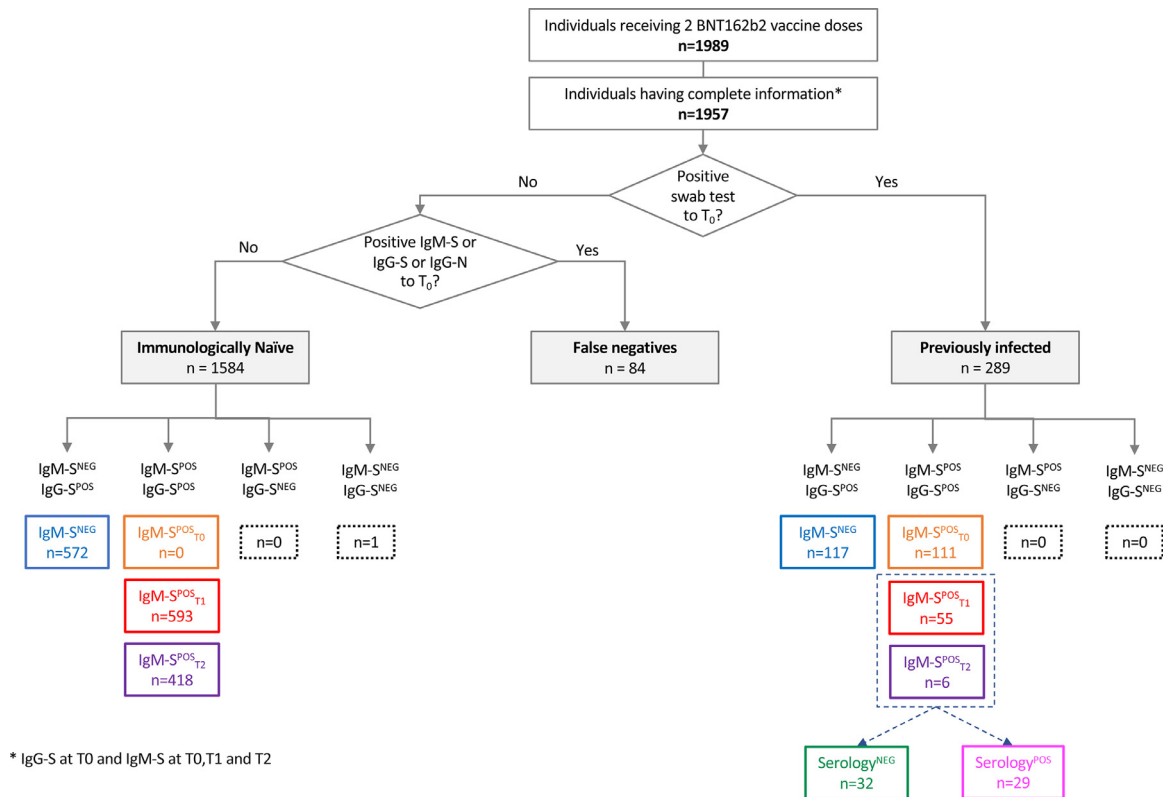 Individuals receiving 2 BNT162b2 vaccine doses
n=1989
Individuals having complete information*
n=1957
Positive
swab test
to T0?
No
Yes
Positive IgM-S or
IgG-S or IgG-N
to T0?
No
Yes
Immunologically Naïve
n = 1584
False negatives
n = 84
Previously infected
n = 289
IgM-SNEG
IgG-SPOS
IgM-SPOS
IgG-SPOS
IgM-SPOS
IgG-SNEG
IgM-SNEG
IgG-SNEG
IgM-SNEG
n=572
IgM-SPOST0
n=0
n=0
n=1
IgM-SPOST1
n=593
IgM-SPOST2
n=418
IgM-SNEG
IgG-SPOS
IgM-SPOS
IgG-SPOS
IgM-SPOS
IgG-SNEG
IgM-SNEG
IgG-SNEG
IgM-SNEG
n=117
IgM-SPOST0
n=111
n=0
n=0
IgM-SPOST1
n=55
IgM-SPOST2
n=6
SerologyNEG
n=32
SerologyPOS
n=29
* IgG-S at T0 and IgM-S at T0,T1 and T2